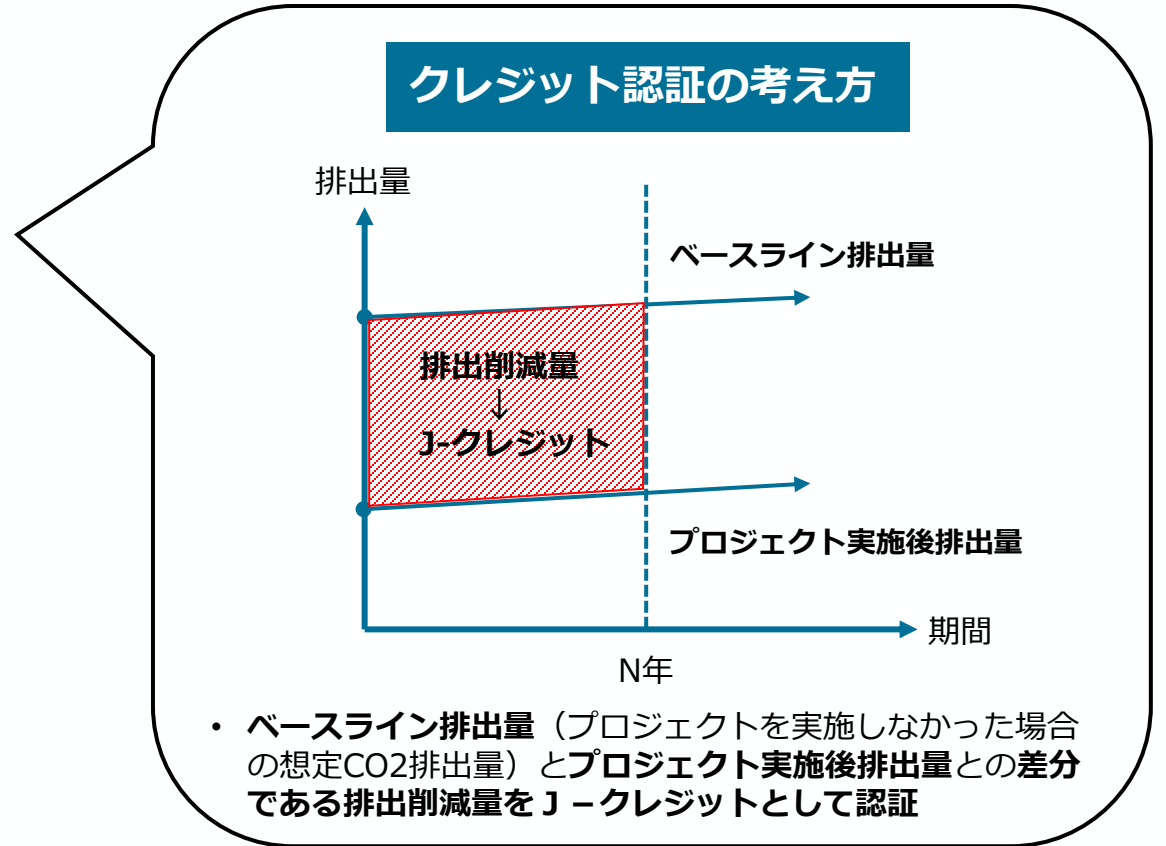 クレジット認証の考え方
排出量
ベースライン排出量
排出削減量
↓
J-クレジット
プロジェクト実施後排出量
期間
N年
• ベースライン排出量（プロジェクトを実施しなかった場合
の想定CO2排出量）とプロジェクト実施後排出量との差分
である排出削減量をＪ－クレジットとして認証